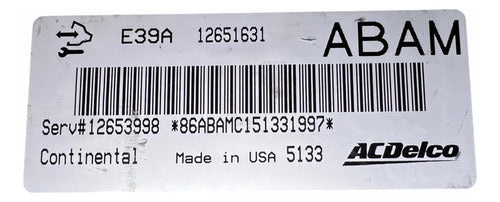 E39A 12651631 ABAM
Serv#12653998 *86ABAMC151331997*
Continental Made in USA 5133 ACDelco